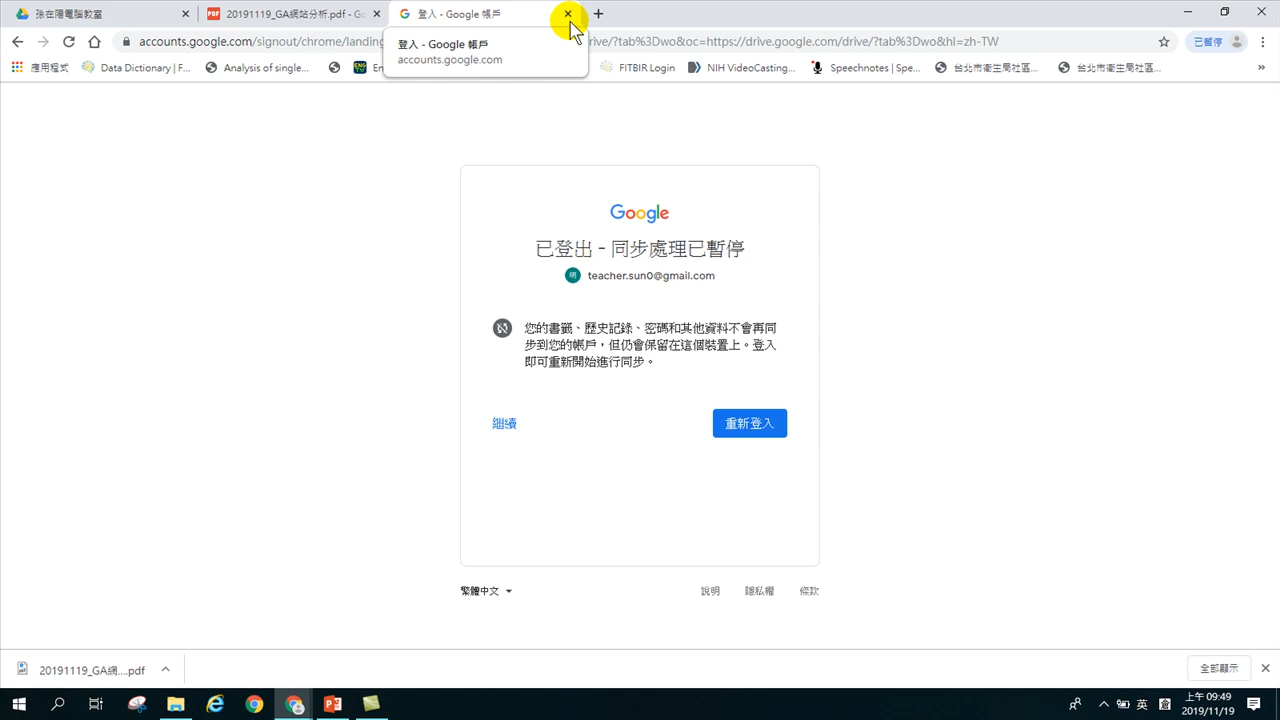 孫在陽電腦教室
20191119_GA網站分析.pdf - Go
登入 - Google 帳戶
accounts.google.com/signout/chrome/landing
rive/?tab%3Dwo&oc=https://drive.google.com/drive/?tab%3Dwo&hl=zh-TW
已暫停
登入 - Google 帳戶
accounts.google.com
應用程式
Data Dictionary | F...
Analysis of single...
En
FITBIR Login
NIH VideoCasting...
Speechnotes | Spe...
台北市衛生局社區...
台北市衛生局社區...
»
Google
已登出 - 同步處理已暫停
明 teacher.sun0@gmail.com
您的書籤、歷史記錄、密碼和其他資料不會再同
步到您的帳戶，但仍會保留在這個裝置上。登入
即可重新開始進行同步。
繼續
重新登入
繁體中文
說明
隱私權
條款
20191119_GA網....pdf
全部顯示
英
上午 09:49
2019/11/19